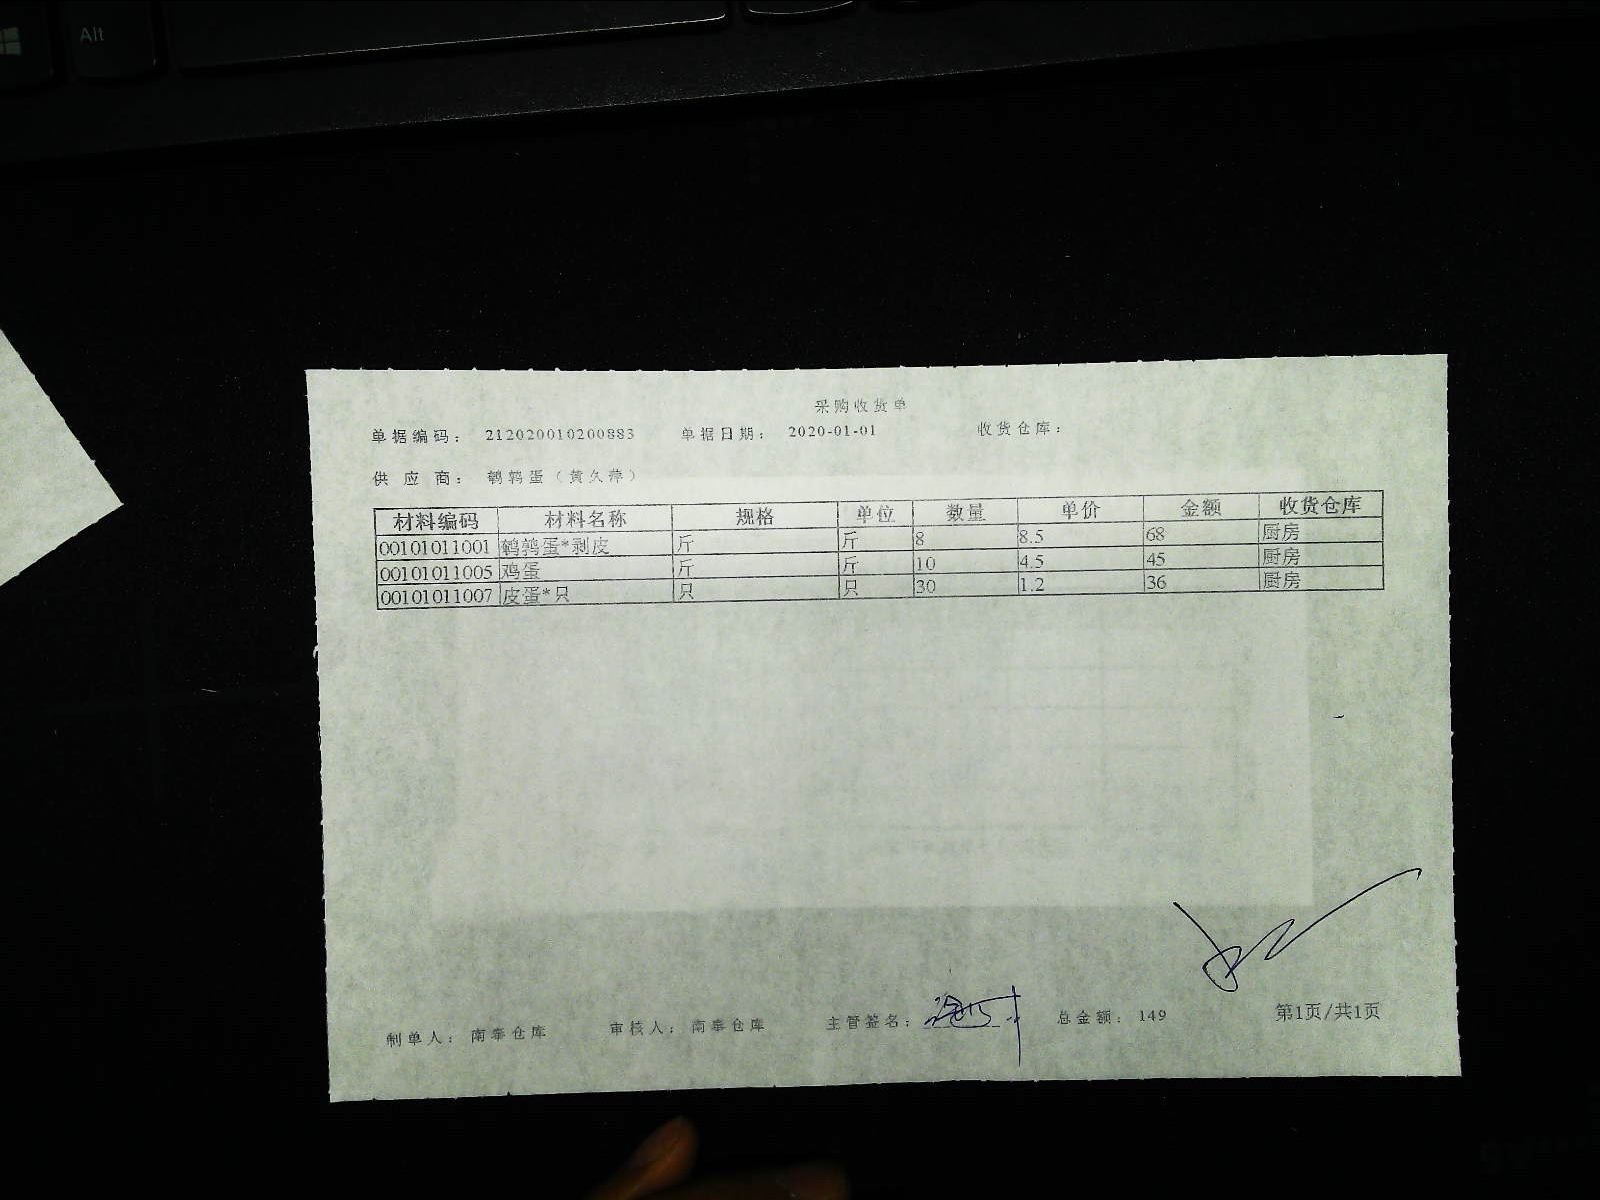 Alt
采购收货单
单据编码： 212020010200883 单据日期： 2020-01-01 收货仓库：
供 应 商： 鹌鹑蛋（黄久萍）
材料编码 材料名称 规格 单位 数量 单价 金额 收货仓库
00101011001 鹌鹑蛋*剥皮 斤 斤 8 8.5 68 厨房
00101011005 鸡蛋 斤 斤 10 4.5 45 厨房
00101011007 皮蛋*只 只 只 30 1.2 36 厨房
制单人： 南奉仓库 审核人： 南奉仓库 主管签名： 总金额： 149 第1页/共1页